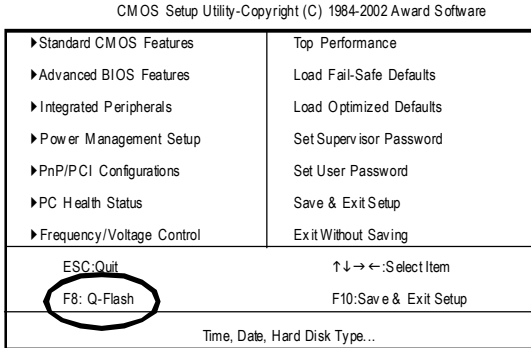 CMOS Setup Utility-Copyright (C) 1984-2002 Award Software
▶Standard CMOS Features
▶Advanced BIOS Features
▶Integrated Peripherals
▶Power Management Setup
▶PnP/PCI Configurations
▶PC Health Status
▶Frequency/Voltage Control
Top Performance
Load Fail-Safe Defaults
Load Optimized Defaults
Set Supervisor Password
Set User Password
Save & Exit Setup
Exit Without Saving
ESC:Quit
↑↓→←:Select Item
F8: Q-Flash
F10:Save & Exit Setup
Time, Date, Hard Disk Type...